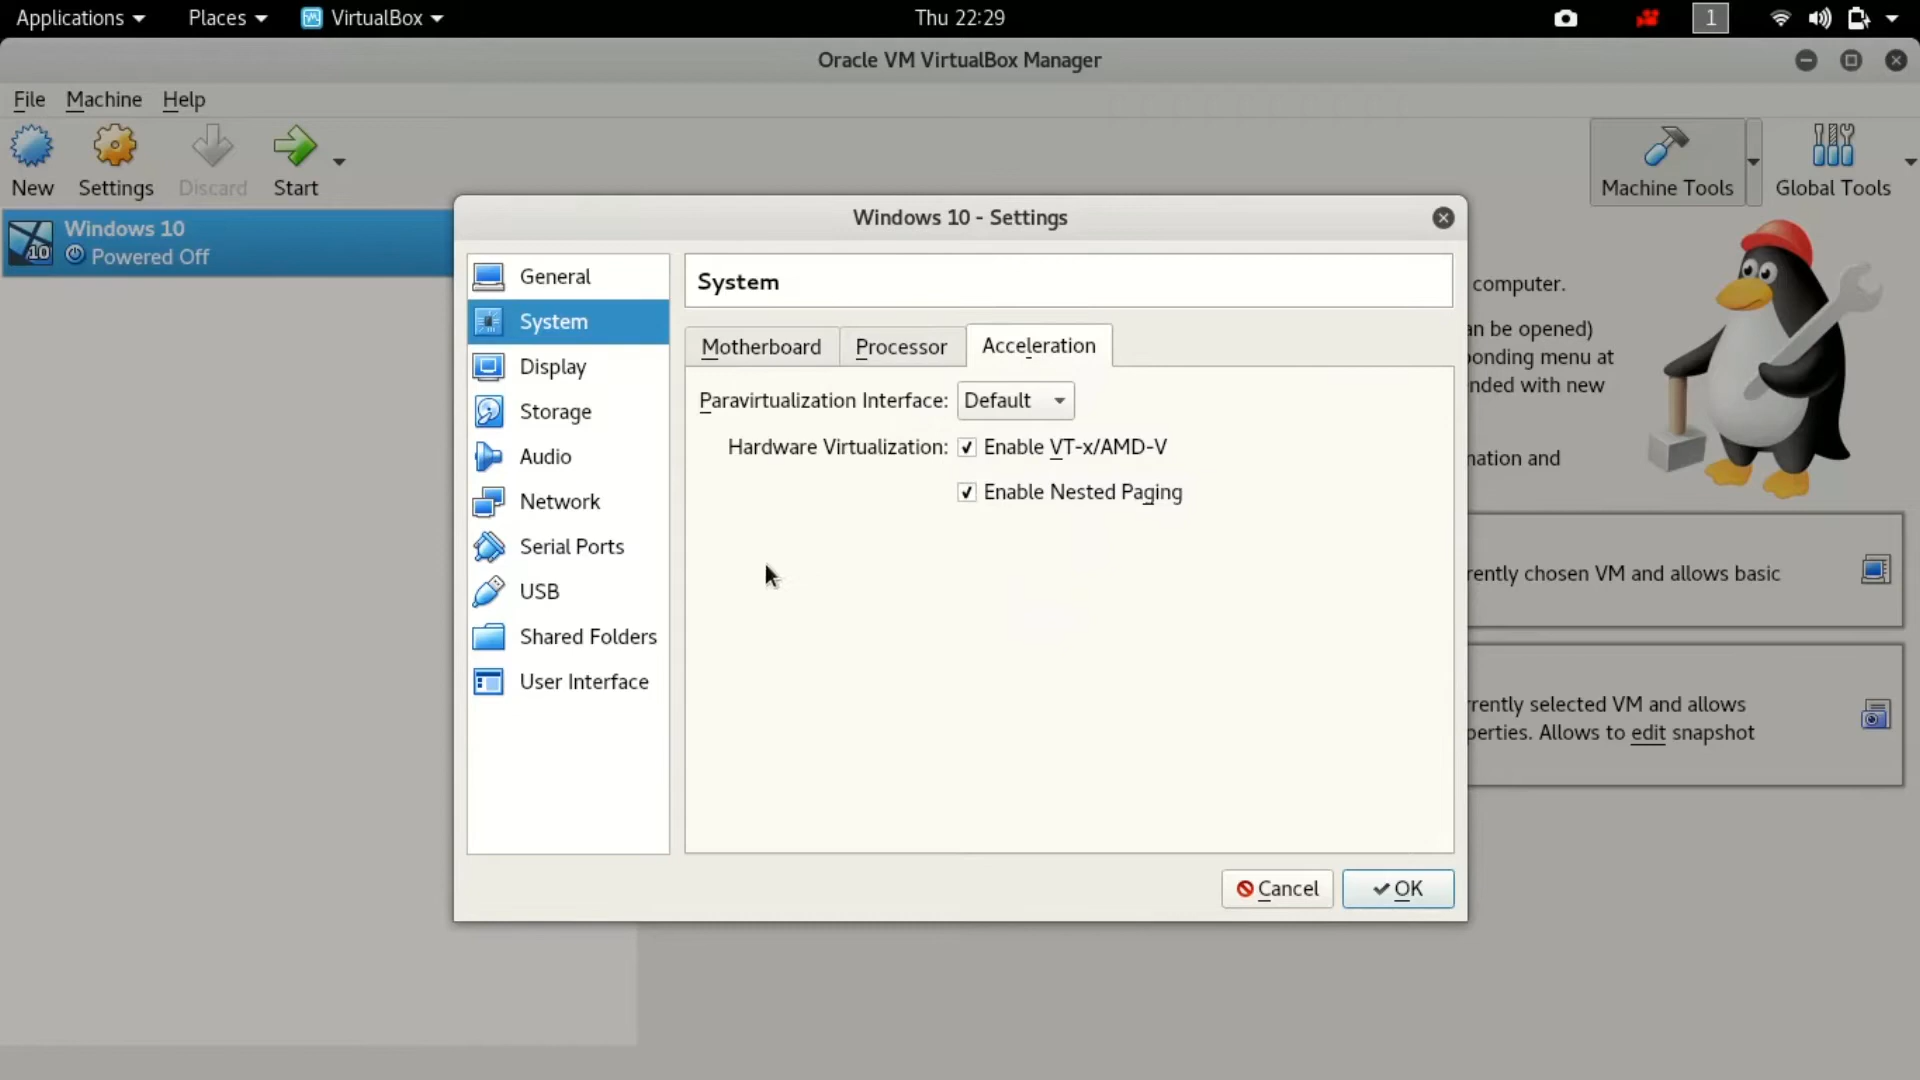 Applications Places VirtualBox Thu 22:29 1
Oracle VM VirtualBox Manager
File Machine Help
New Settings Discard Start Machine Tools Global Tools
10 Windows 10
Powered Off
Windows 10 - Settings
General
System
Display
Storage
Audio
Network
Serial Ports
USB
Shared Folders
User Interface
System
Motherboard Processor Acceleration
Paravirtualization Interface: Default
Hardware Virtualization: Enable VT-x/AMD-V
Enable Nested Paging
Cancel OK
computer.
an be opened)
onding menu at
nded with new
nation and
rently chosen VM and allows basic
rently selected VM and allows
perties. Allows to edit snapshot